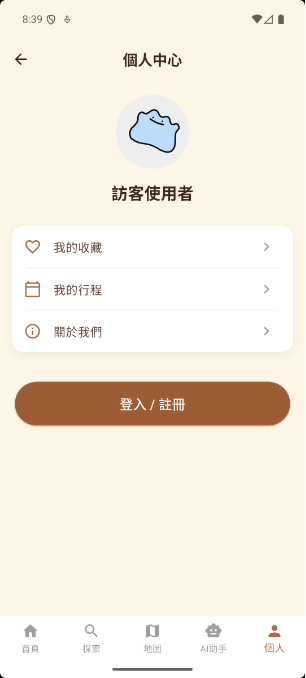 8:39
個人中心
訪客使用者
我的收藏
我的行程
關於我們
登入 / 註冊
首頁
探索
地圖
AI助手
個人